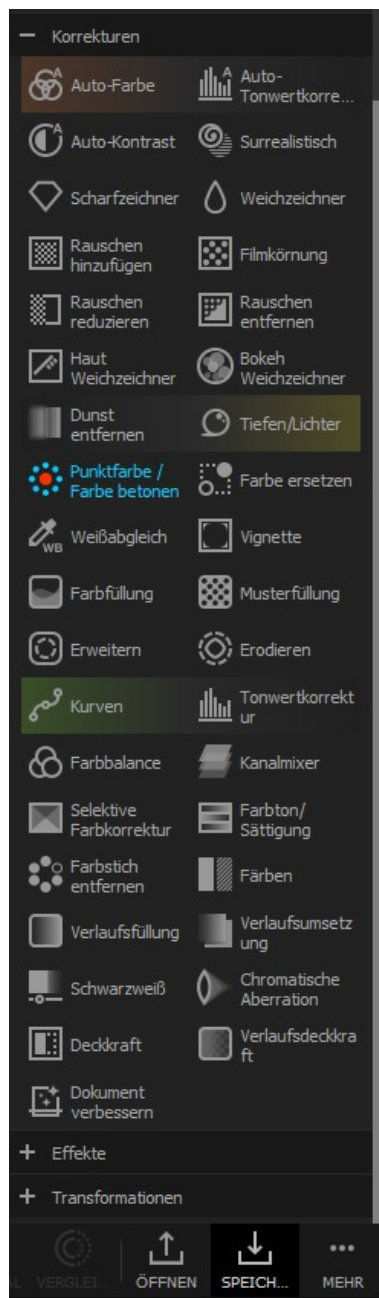 Korrekturen
Auto-Farbe
Auto-
Tonwertkorre...
Auto-Kontrast
Surrealistisch
Scharfzeichner
Weichzeichner
Rauschen
hinzufügen
Filmkörnung
Rauschen
reduzieren
Rauschen
entfernen
Haut
Weichzeichner
Bokeh
Weichzeichner
Dunst
entfernen
Tiefen/Lichter
Punktfarbe /
Farbe betonen
Farbe ersetzen
WB
Weißabgleich
Vignette
Farbfüllung
Musterfüllung
Erweitern
Erodieren
Kurven
Tonwertkorrekt
ur
Farbbalance
Kanalmixer
Selektive
Farbkorrektur
Farbton/
Sättigung
Farbstich
entfernen
Färben
Verlaufsfüllung
Verlaufsumsetz
ung
Schwarzweiß
Chromatische
Aberration
Deckkraft
Verlaufsdeckkra
ft
Dokument
verbessern
Effekte
Transformationen
L
VERGLEI...
ÖFFNEN
SPEICH...
MEHR